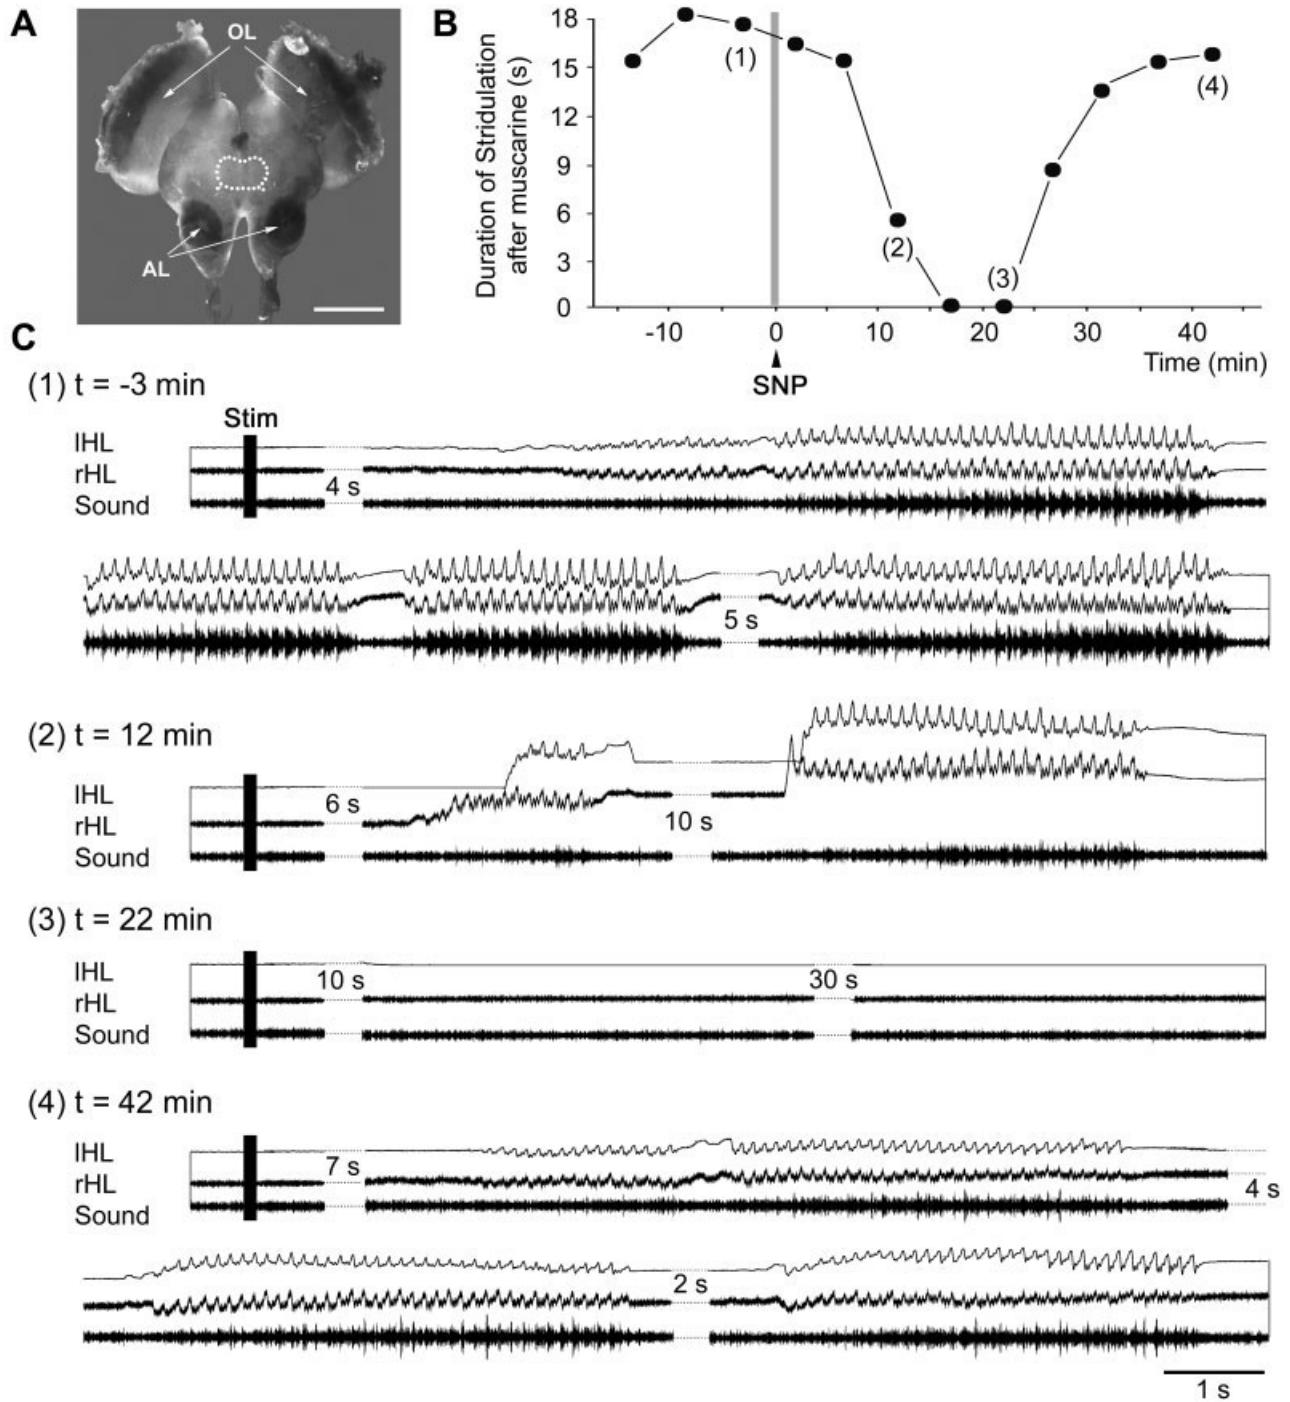 A
OL
AL
B
Duration of Stridulation
after muscarine (s)
18
15
12
9
6
3
0
(1)
(2)
(3)
(4)
-10 0 10 20 30 40
Time (min)
SNP
C
(1) t = -3 min
Stim
lHL
rHL
Sound
4 s
5 s
(2) t = 12 min
lHL
rHL
Sound
6 s
10 s
(3) t = 22 min
lHL
rHL
Sound
10 s
30 s
(4) t = 42 min
lHL
rHL
Sound
7 s
4 s
2 s
1 s